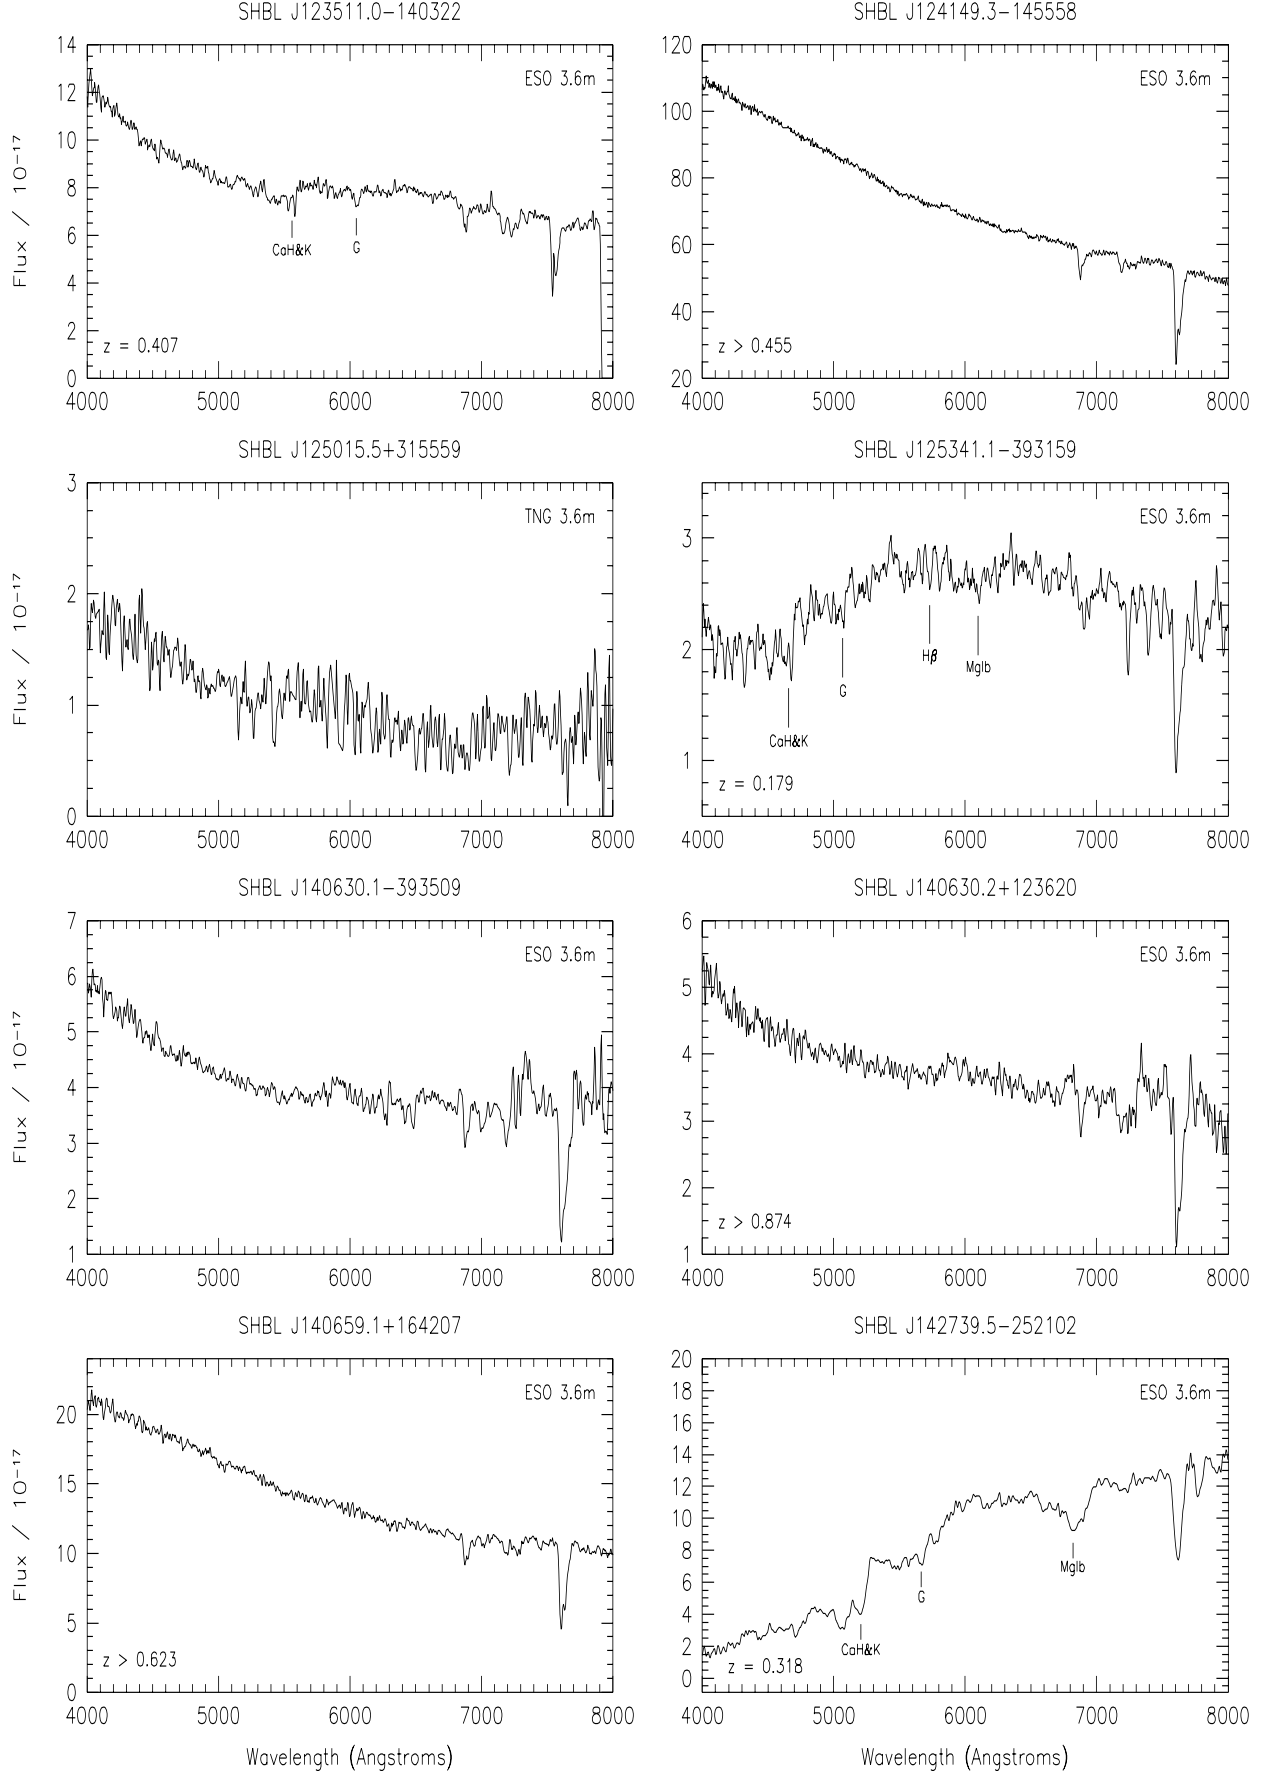 SHBL J123511.0−140322
ESO 3.6m
Flux / 10⁻¹⁷
14
12
10
8
6
4
2
0
CaH&K
G
z = 0.407
4000 5000 6000 7000 8000
SHBL J124149.3−145558
ESO 3.6m
120
100
80
60
40
20
z > 0.455
4000 5000 6000 7000 8000
SHBL J125015.5+315559
TNG 3.6m
Flux / 10⁻¹⁷
3
2
1
0
4000 5000 6000 7000 8000
SHBL J125341.1−393159
ESO 3.6m
3
2
1
CaH&K
G
Hβ
MgIb
z = 0.179
4000 5000 6000 7000 8000
SHBL J140630.1−393509
ESO 3.6m
Flux / 10⁻¹⁷
7
6
5
4
3
2
1
4000 5000 6000 7000 8000
SHBL J140630.2+123620
ESO 3.6m
6
5
4
3
2
1
z > 0.874
4000 5000 6000 7000 8000
SHBL J140659.1+164207
ESO 3.6m
Flux / 10⁻¹⁷
20
15
10
5
0
z > 0.623
4000 5000 6000 7000 8000
Wavelength (Angstroms)
SHBL J142739.5−252102
ESO 3.6m
20
18
16
14
12
10
8
6
4
2
0
CaH&K
G
MgIb
z = 0.318
4000 5000 6000 7000 8000
Wavelength (Angstroms)